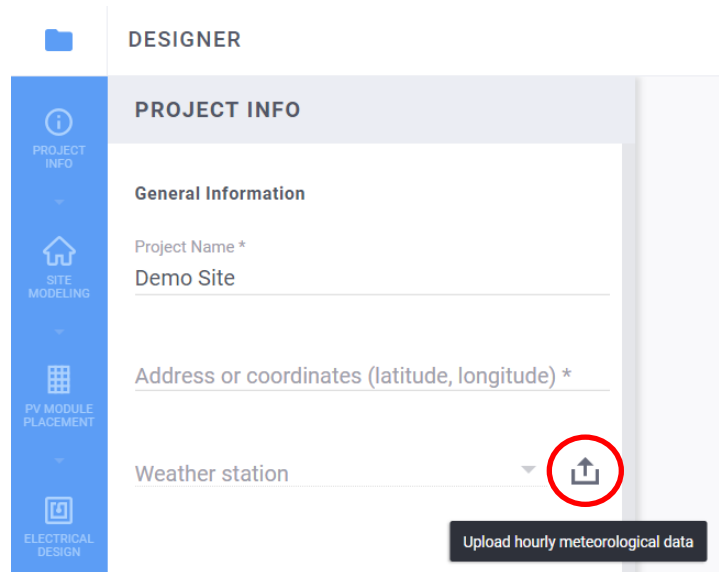 DESIGNER
PROJECT INFO
PROJECT
INFO
General Information
Project Name *
Demo Site
SITE
MODELING
Address or coordinates (latitude, longitude) *
PV MODULE
PLACEMENT
Weather station
ELECTRICAL
DESIGN
Upload hourly meteorological data